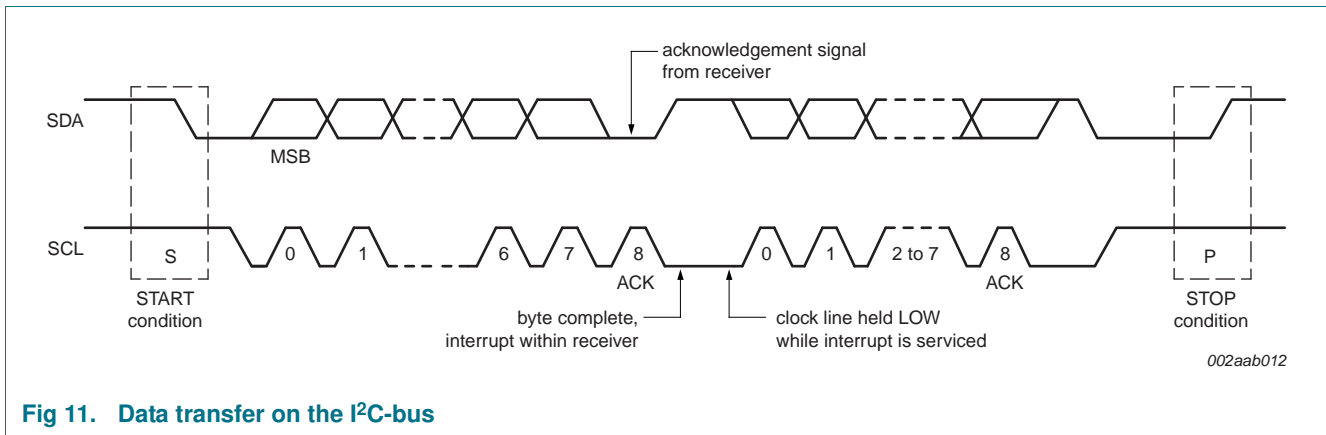 acknowledgement signal
from receiver
SDA
MSB
SCL
S
0
1
6
7
8
0
1
2 to 7
8
P
ACK
ACK
START
condition
STOP
condition
byte complete,
interrupt within receiver
clock line held LOW
while interrupt is serviced
002aab012
Fig 11. Data transfer on the I²C-bus